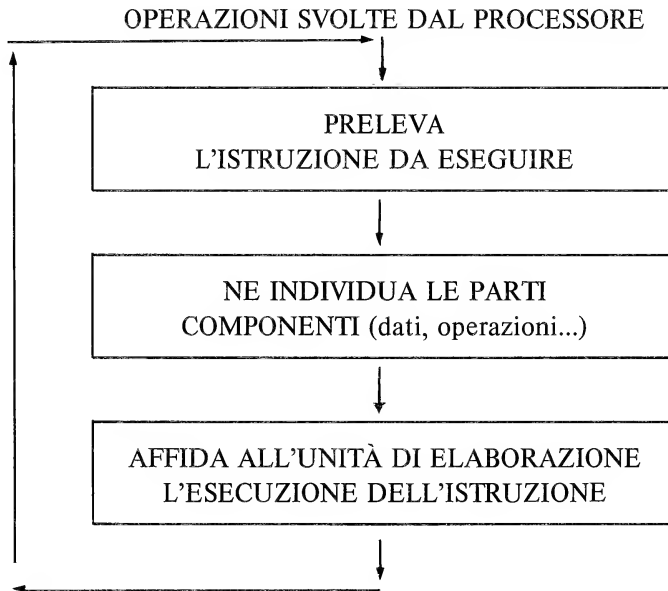 OPERAZIONI SVOLTE DAL PROCESSORE
PRELEVA
L'ISTRUZIONE DA ESEGUIRE
NE INDIVIDUA LE PARTI
COMPONENTI (dati, operazioni...)
AFFIDA ALL'UNITÀ DI ELABORAZIONE
L'ESECUZIONE DELL'ISTRUZIONE